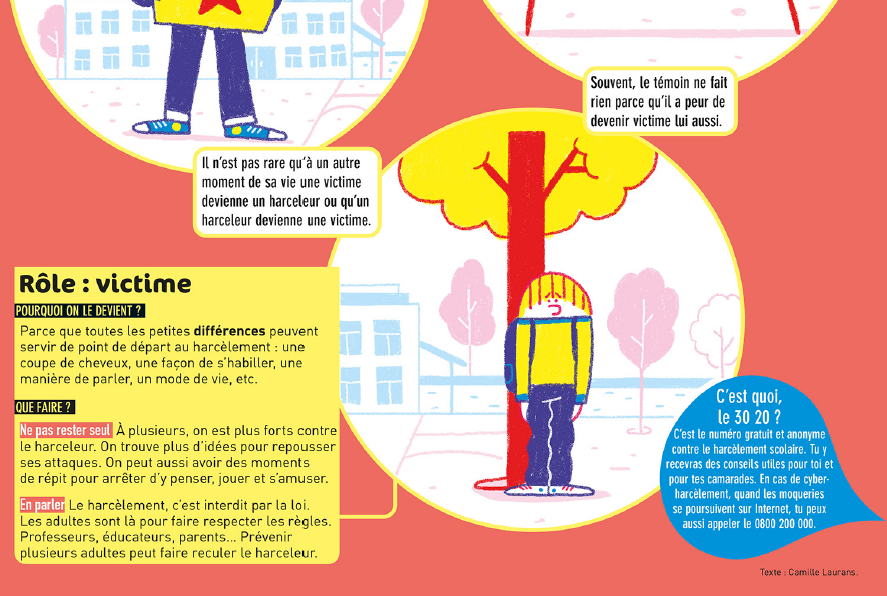 Souvent, le témoin ne fait
rien parce qu'il a peur de
devenir victime lui aussi.
Il n'est pas rare qu'à un autre
moment de sa vie une victime
devienne un harceleur ou qu'un
harceleur devienne une victime.
Rôle : victime
POURQUOI ON LE DEVIENT ?
Parce que toutes les petites différences peuvent
servir de point de départ au harcèlement : une
coupe de cheveux, une façon de s'habiller, une
manière de parler, un mode de vie, etc.
QUE FAIRE ?
Ne pas rester seul À plusieurs, on est plus forts contre
le harceleur. On trouve plus d'idées pour repousser
ses attaques. On peut aussi avoir des moments
de répit pour arrêter d'y penser, jouer et s'amuser.
En parler Le harcèlement, c'est interdit par la loi.
Les adultes sont là pour faire respecter les règles.
Professeurs, éducateurs, parents... Prévenir
plusieurs adultes peut faire reculer le harceleur.
C'est quoi,
le 30 20 ?
C'est le numéro gratuit et anonyme
contre le harcèlement scolaire. Tu y
recevras des conseils utiles pour toi et
pour tes camarades. En cas de cyber-
harcèlement, quand les moqueries
se poursuivent sur Internet, tu peux
aussi appeler le 0800 200 000.
Texte : Camille Laurans.